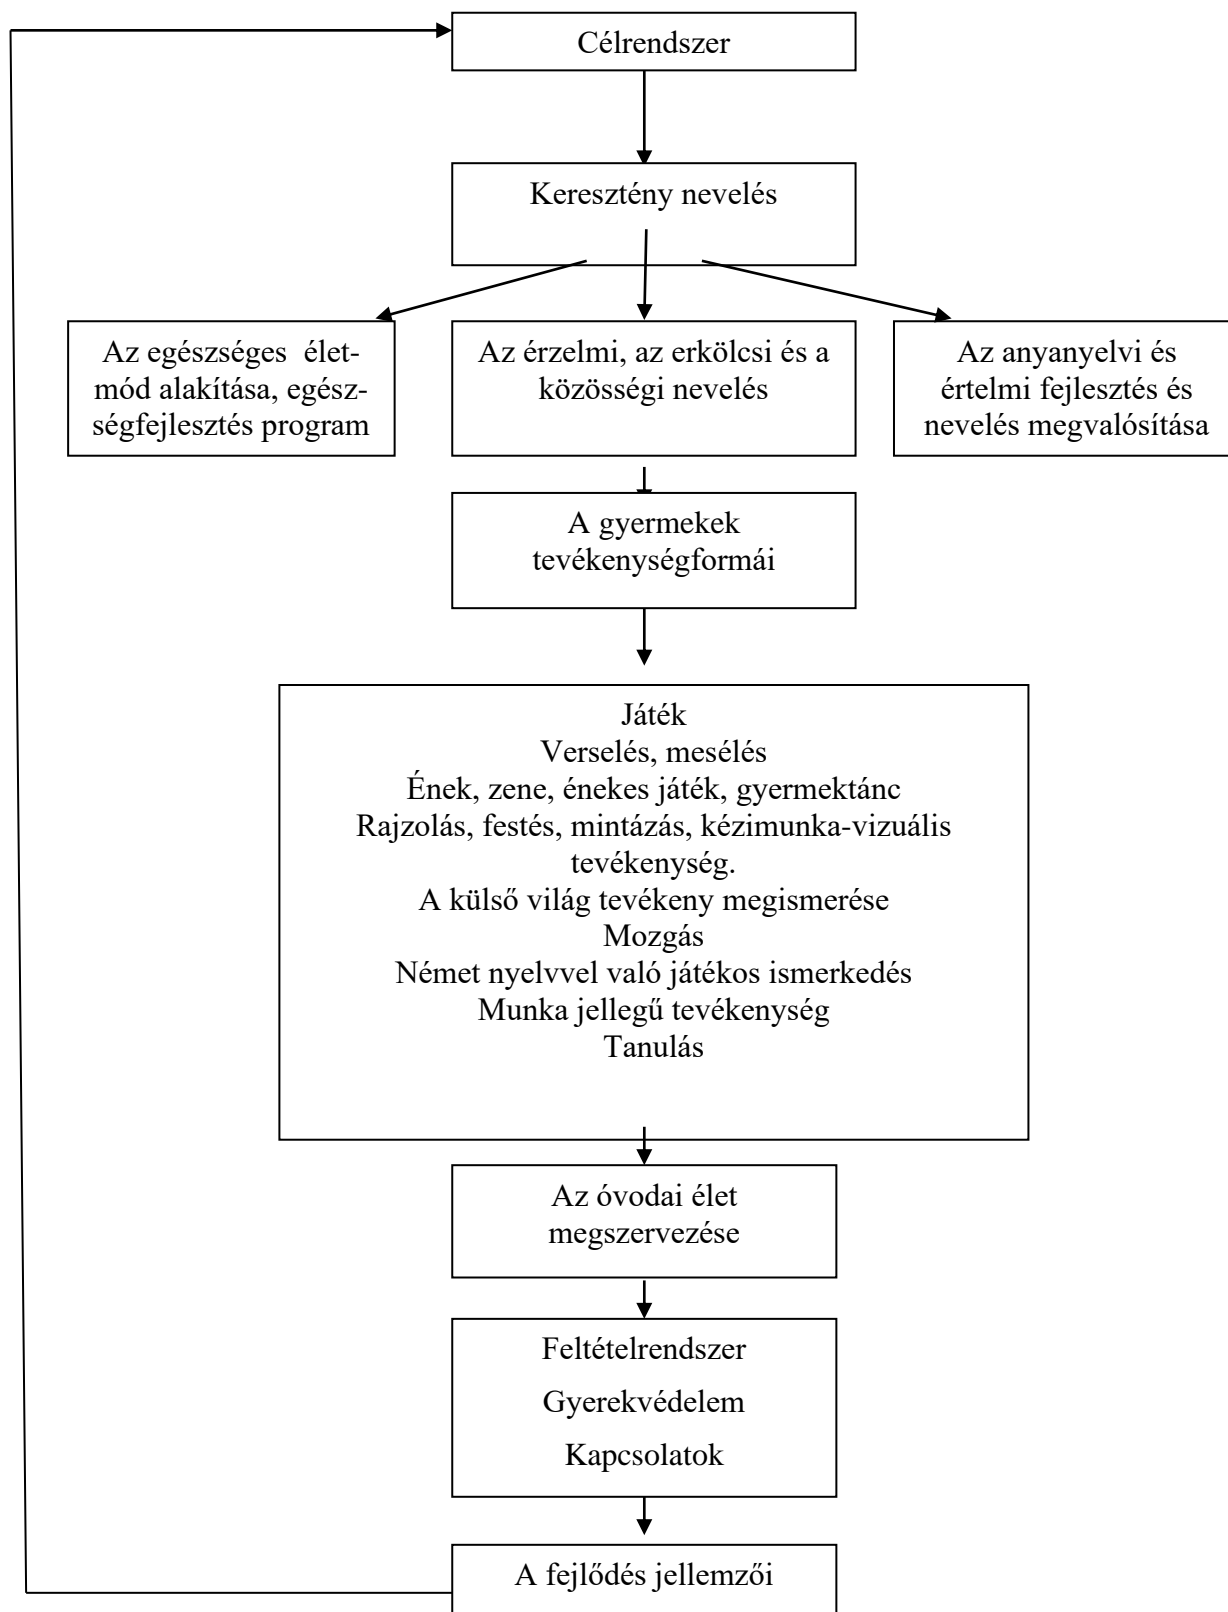 Célrendszer
Keresztény nevelés
Az egészséges élet-
mód alakítása, egész-
ségfejlesztés program
Az érzelmi, az erkölcsi és a
közösségi nevelés
Az anyanyelvi és
értelmi fejlesztés és
nevelés megvalósítása
A gyermekek
tevékenységformái
Játék
Verselés, mesélés
Ének, zene, énekes játék, gyermektánc
Rajzolás, festés, mintázás, kézimunka-vizuális
tevékenység.
A külső világ tevékeny megismerése
Mozgás
Német nyelvvel való játékos ismerkedés
Munka jellegű tevékenység
Tanulás
Az óvodai élet
megszervezése
Feltételrendszer
Gyerekvédelem
Kapcsolatok
A fejlődés jellemzői